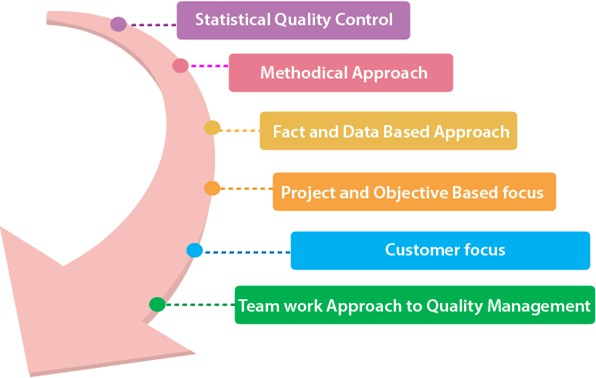 Statistical Quality Control
Methodical Approach
Fact and Data Based Approach
Project and Objective Based focus
Customer focus
Team work Approach to Quality Management